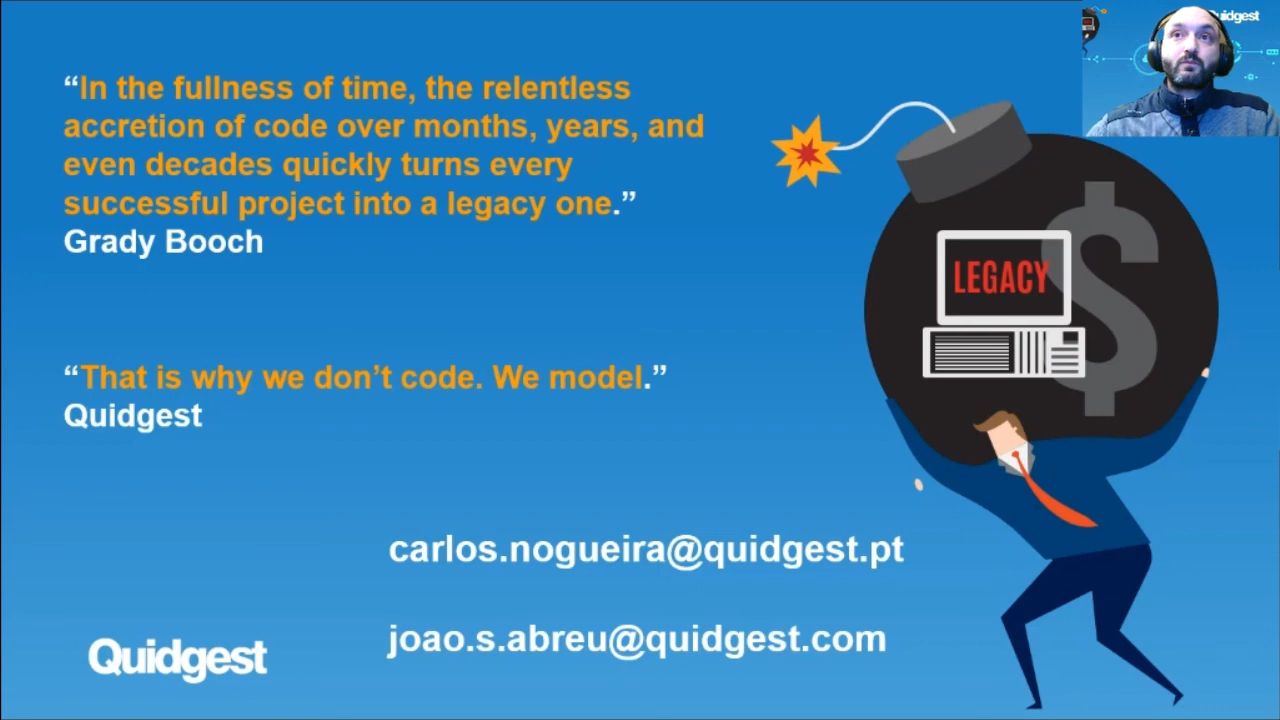 “In the fullness of time, the relentless
accretion of code over months, years, and
even decades quickly turns every
successful project into a legacy one.”
Grady Booch
“That is why we don’t code. We model.”
Quidgest
LEGACY
$
carlos.nogueira@quidgest.pt
joao.s.abreu@quidgest.com
Quidgest